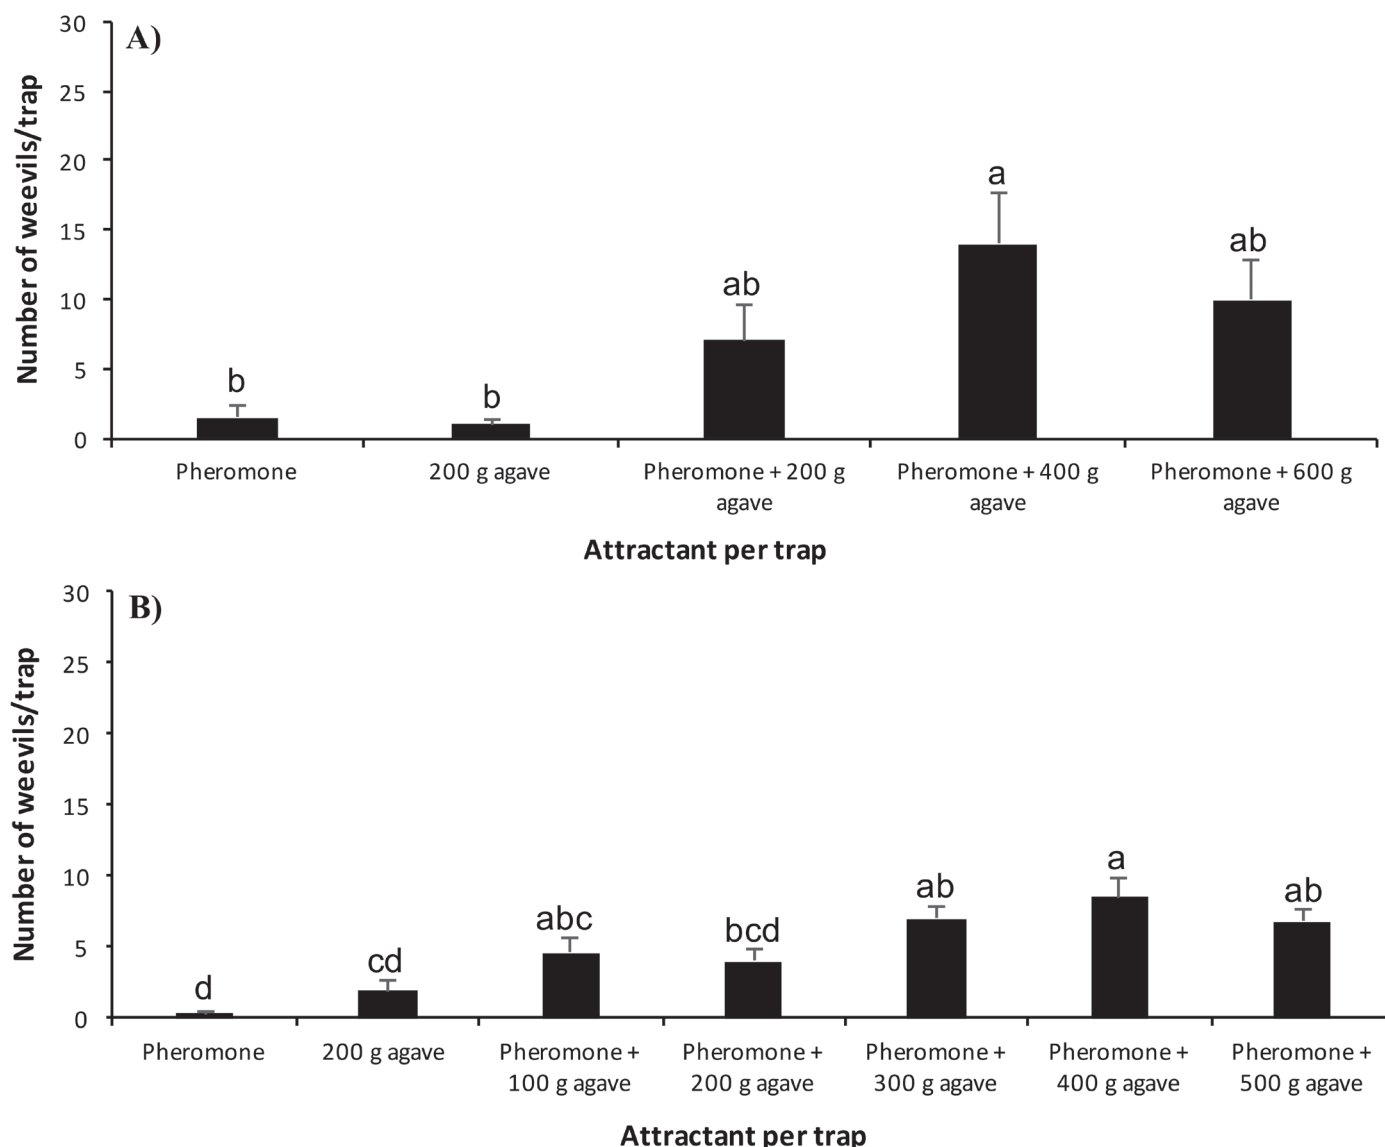 A)
Number of weevils/trap
30
25
20
15
10
5
0
b
b
ab
a
ab
Pheromone
200 g agave
Pheromone + 200 g
agave
Pheromone + 400 g
agave
Pheromone + 600 g
agave
Attractant per trap
B)
Number of weevils/trap
30
25
20
15
10
5
0
d
cd
abc
bcd
ab
a
ab
Pheromone
200 g agave
Pheromone +
100 g agave
Pheromone +
200 g agave
Pheromone +
300 g agave
Pheromone +
400 g agave
Pheromone +
500 g agave
Attractant per trap